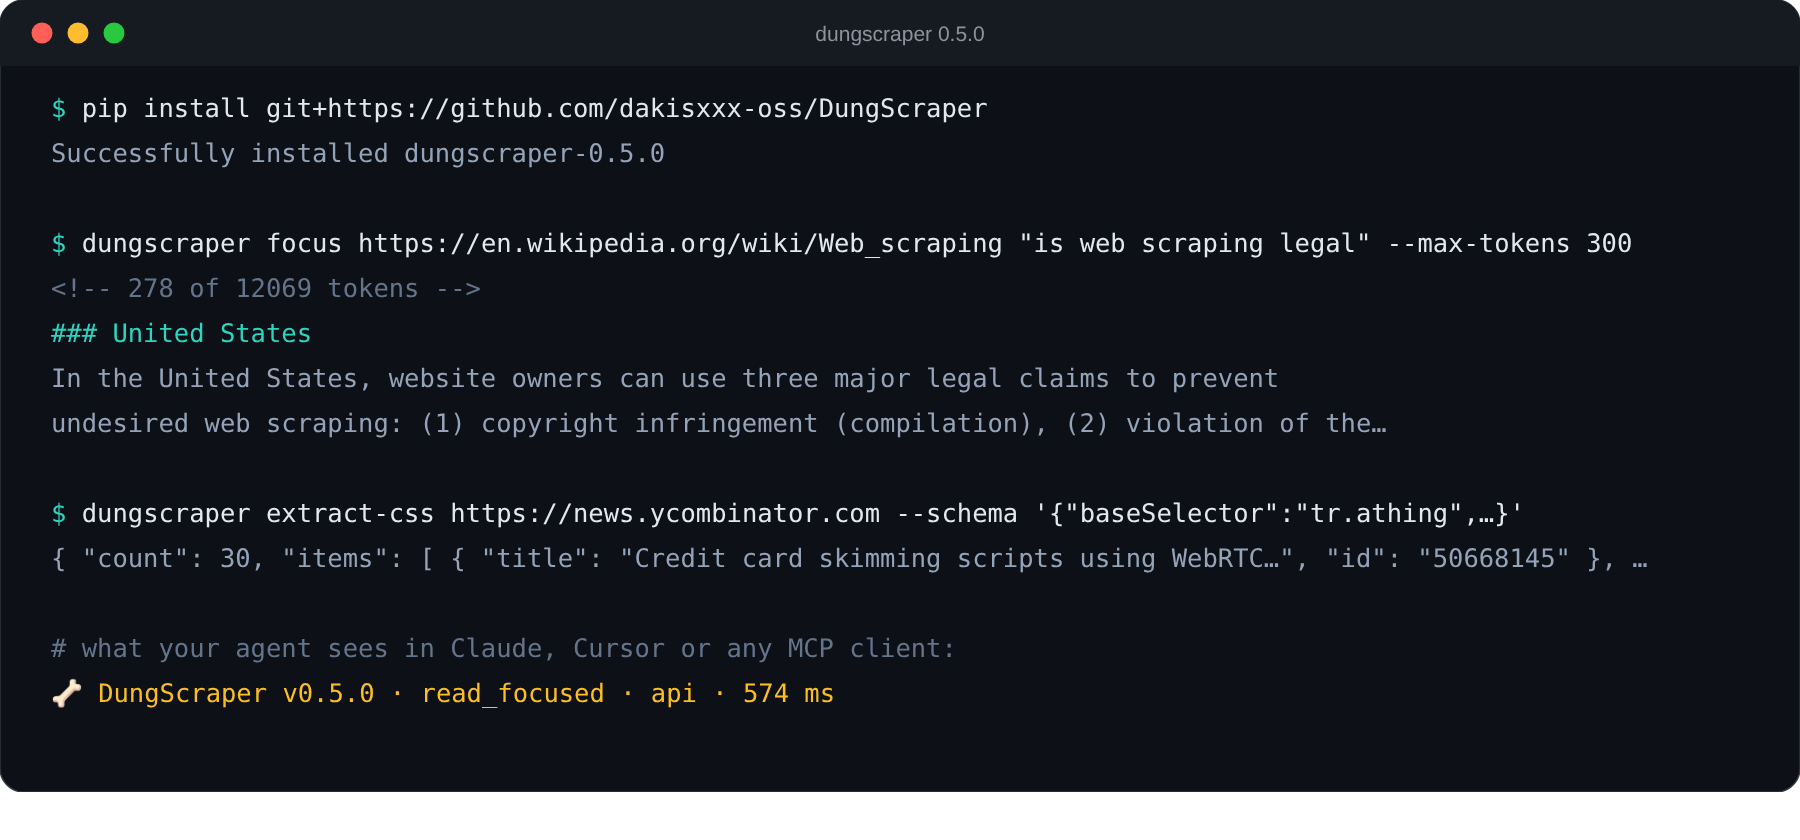 dungscraper 0.5.0
$ pip install git+https://github.com/dakisxxx-oss/DungScraper
Successfully installed dungscraper-0.5.0
$ dungscraper focus https://en.wikipedia.org/wiki/Web_scraping "is web scraping legal" --max-tokens 300
<!-- 278 of 12069 tokens -->
### United States
In the United States, website owners can use three major legal claims to prevent
undesired web scraping: (1) copyright infringement (compilation), (2) violation of the…
$ dungscraper extract-css https://news.ycombinator.com --schema '{"baseSelector":"tr.athing",…}'
{ "count": 30, "items": [ { "title": "Credit card skimming scripts using WebRTC…", "id": "50668145" }, …
# what your agent sees in Claude, Cursor or any MCP client:
🦴 DungScraper v0.5.0 · read_focused · api · 574 ms